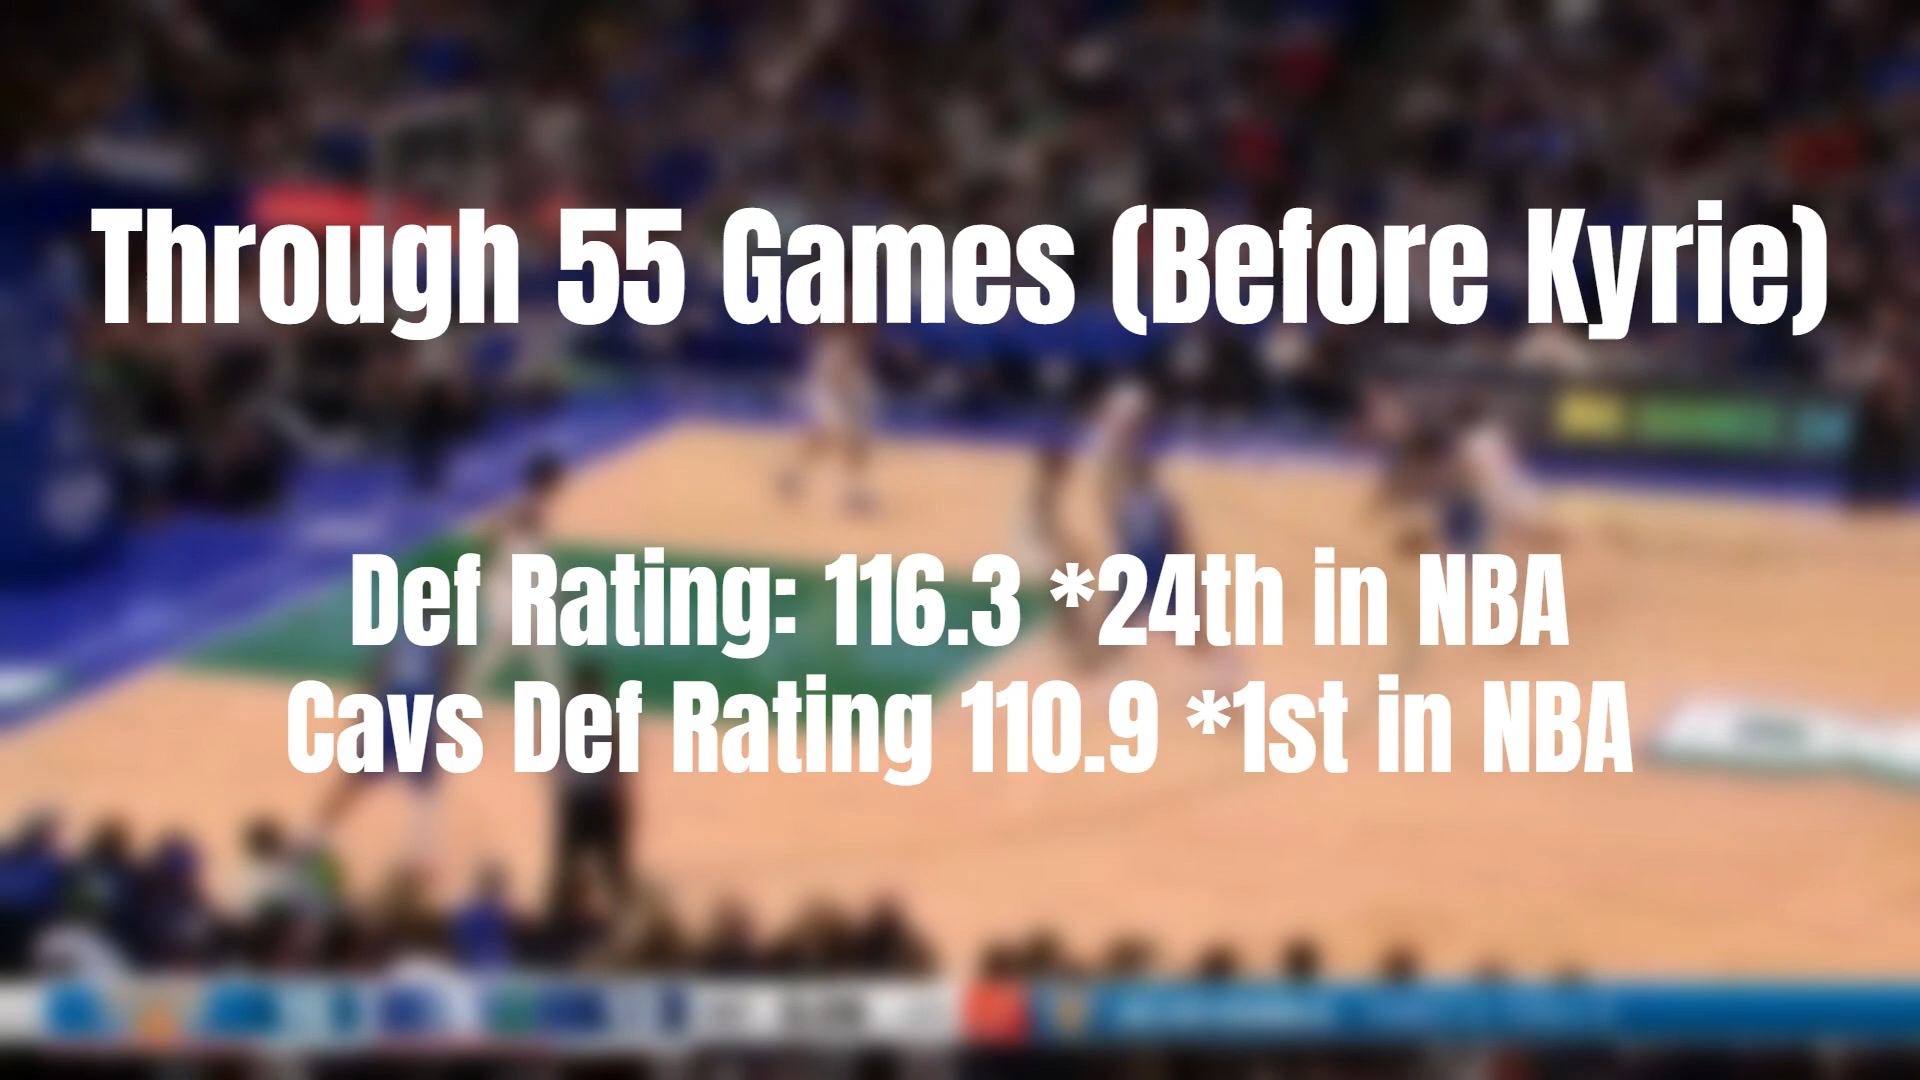 Through 55 Games (Before Kyrie)
Def Rating: 116.3 *24th in NBA
Cavs Def Rating 110.9 *1st in NBA